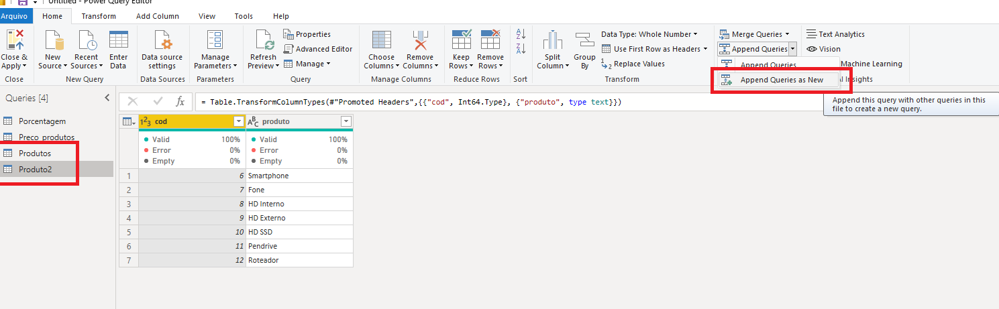 Untitled - Power Query Editor
Arquivo Home Transform Add Column View Tools Help
Close & Apply
New Source
Recent Sources
Enter Data
Data source settings
Manage Parameters
Refresh Preview
Properties
Advanced Editor
Manage
Choose Columns
Remove Columns
Keep Rows
Remove Rows
A Z
Z A
Split Column
Group By
Data Type: Whole Number
Use First Row as Headers
1 2 Replace Values
Merge Queries
Append Queries
Append Queries
Append Queries as New
Text Analytics
Vision
Machine Learning
Close New Query Data Sources Parameters Query Manage Columns Reduce Rows Sort Transform AI Insights
Append this query with other queries in this
file to create a new query.
Queries [4]
Porcentagem
Preco_produtos
Produtos
Produto2
fx = Table.TransformColumnTypes(#"Promoted Headers",{{"cod", Int64.Type}, {"produto", type text}})
123 cod ABC produto
Valid 100% Valid 100%
Error 0% Error 0%
Empty 0% Empty 0%
1 6 Smartphone
2 7 Fone
3 8 HD Interno
4 9 HD Externo
5 10 HD SSD
6 11 Pendrive
7 12 Roteador